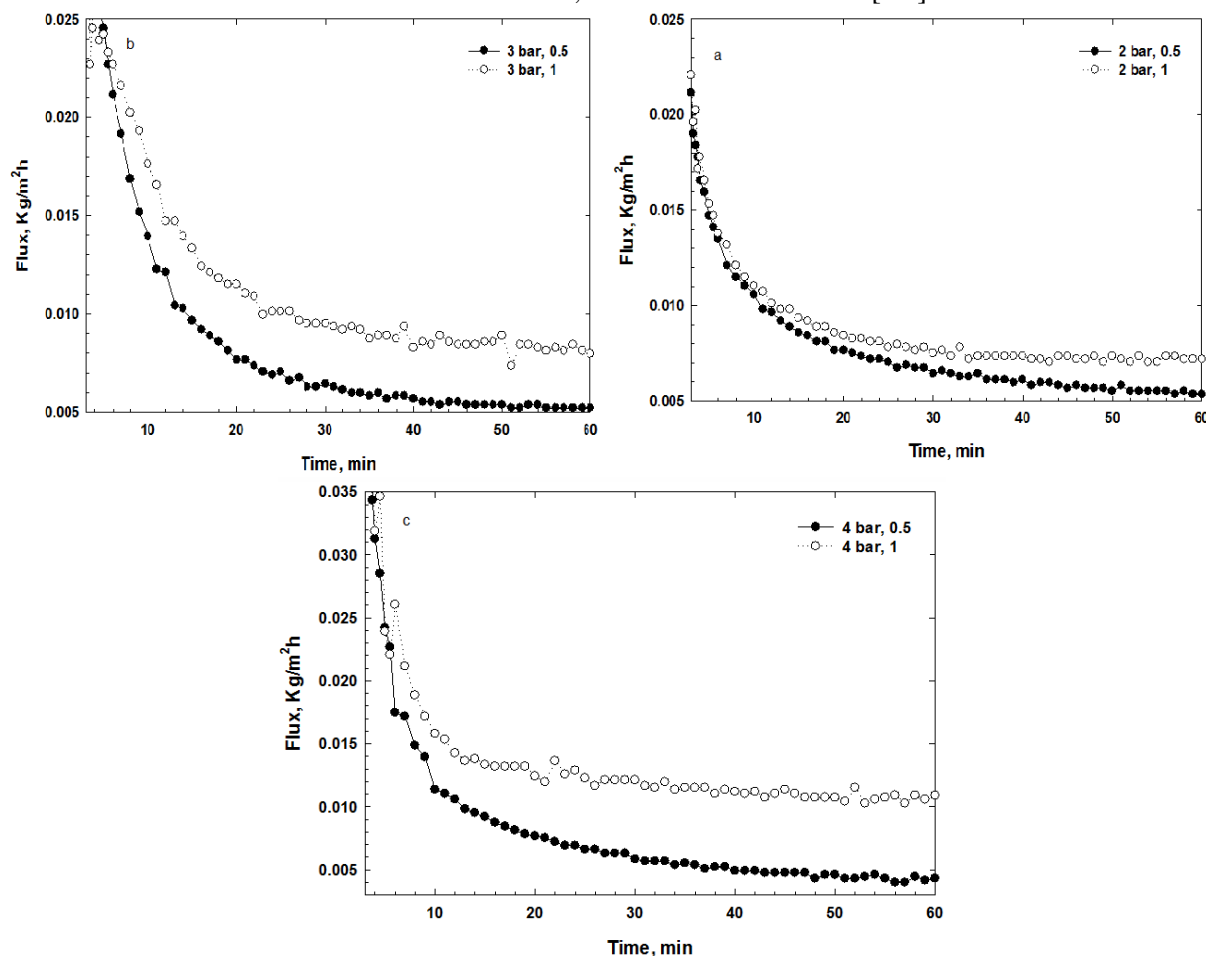 , [ ]
0.025
0.020
0.015
0.010
0.005
b
3 bar, 0.5
3 bar, 1
Flux, Kg/m²h
10 20 30 40 50 60
Time, min
0.025
0.020
0.015
0.010
0.005
a
2 bar, 0.5
2 bar, 1
Flux, Kg/m²h
10 20 30 40 50 60
Time, min
0.035
0.030
0.025
0.020
0.015
0.010
0.005
c
4 bar, 0.5
4 bar, 1
Flux, Kg/m²h
10 20 30 40 50 60
Time, min